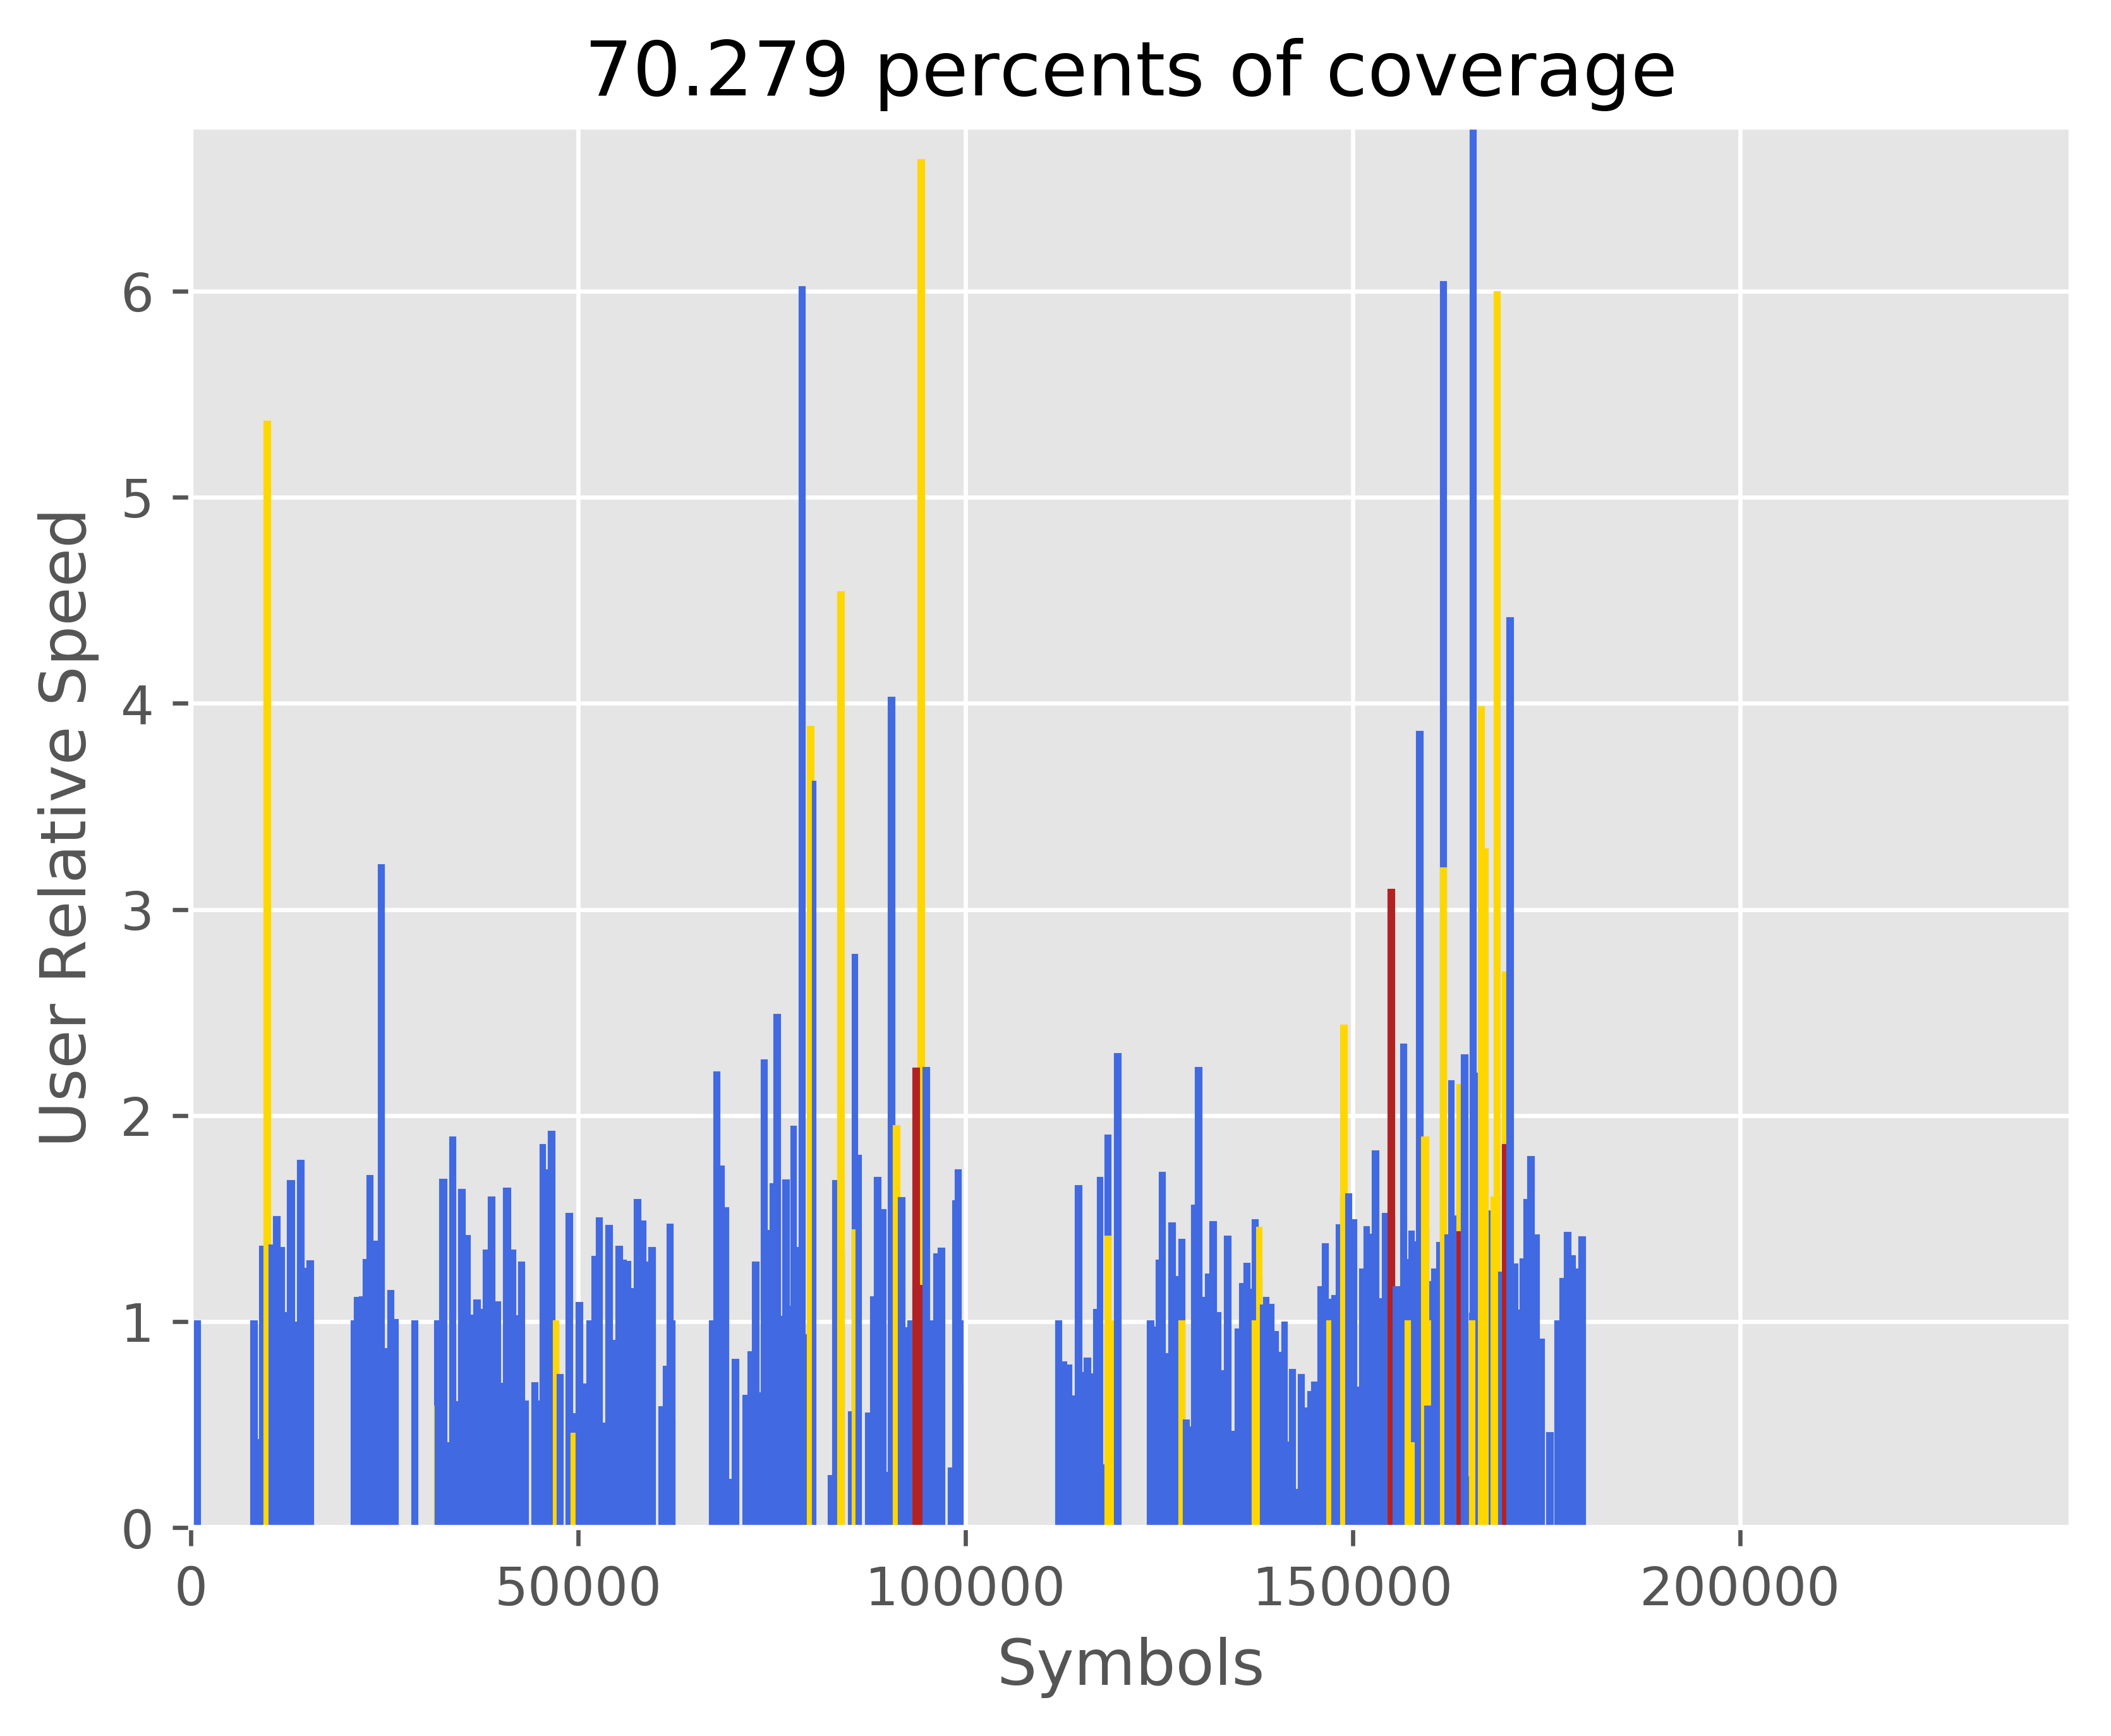 70.279 percents of coverage
6
5
4
3
2
1
0
User Relative Speed
0 50000 100000 150000 200000
Symbols